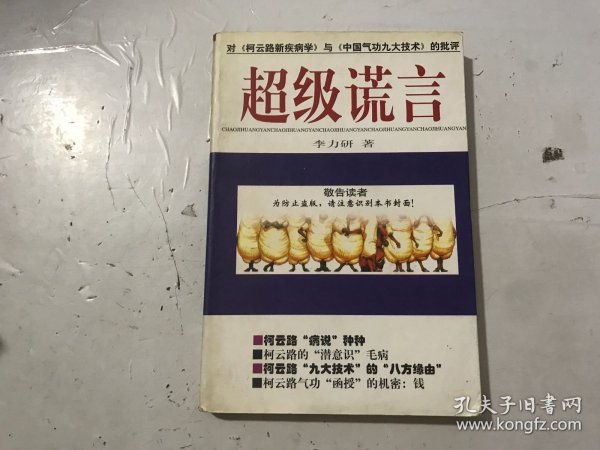 对《柯云路新疾病学》与《中国气功九大技术》的批评
超级谎言
CHAOJIHUANGYANCHAOJIHUANGYANCHAOJIHUANGYANCHAOJIHUANGYANCHAOJIHUANGYAN
李力研 著
敬告读者
为防止盗版，请注意识别本书封面！
■柯云路“病说”种种
■柯云路的“潜意识”毛病
■柯云路“九大技术”的“八方缘由”
■柯云路气功“函授”的机密：钱
孔夫子旧书网
www.kongfz.com